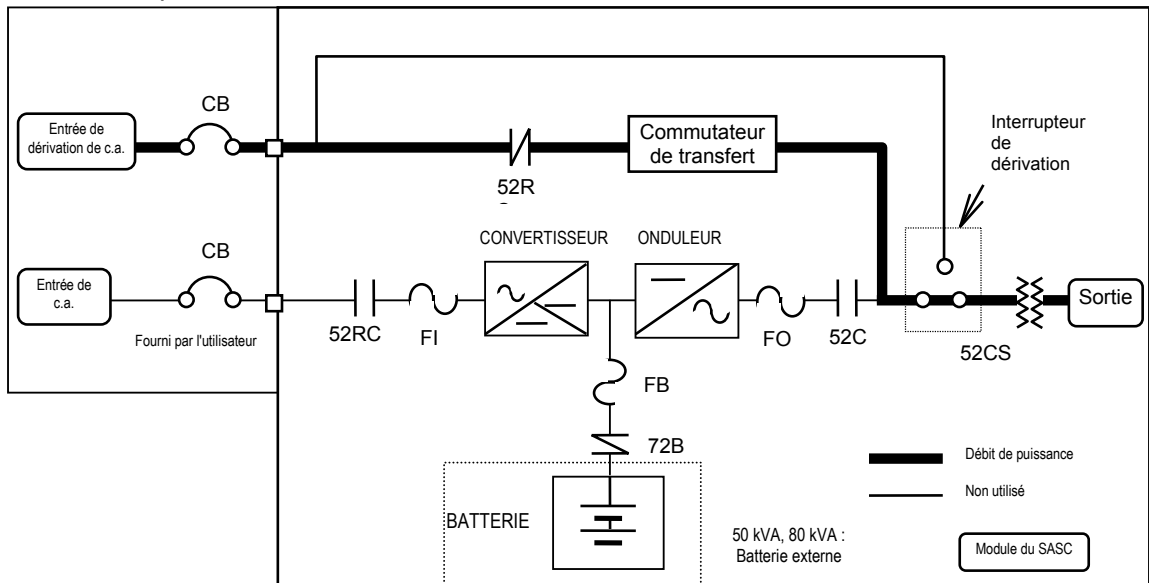 Entrée de
dérivation de c.a.
CB
52R
Commutateur
de transfert
Interrupteur
de
dérivation
Entrée de
c.a.
CB
Fourni par l'utilisateur
52RC
FI
CONVERTISSEUR
ONDULEUR
FO
52C
52CS
Sortie
FB
72B
BATTERIE
50 kVA, 80 kVA :
Batterie externe
Débit de puissance
Non utilisé
Module du SASC